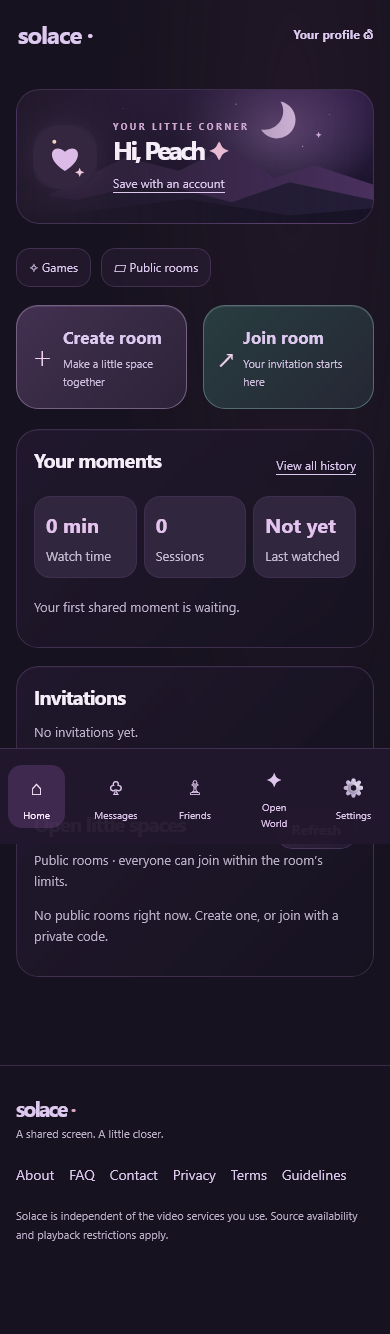 solace
Your profile
YOUR LITTLE CORNER
Hi, Peach
Save with an account
Games
Public rooms
Create room
Make a little space
together
Join room
Your invitation starts
here
Your moments
View all history
0 min
Watch time
0
Sessions
Not yet
Last watched
Your first shared moment is waiting.
Invitations
No invitations yet.
Home
Messages
Friends
Open
World
Settings
Open little spaces
Refresh
Public rooms · everyone can join within the room's
limits.
No public rooms right now. Create one, or join with a
private code.
solace
A shared screen. A little closer.
About FAQ Contact Privacy Terms Guidelines
Solace is independent of the video services you use. Source availability
and playback restrictions apply.